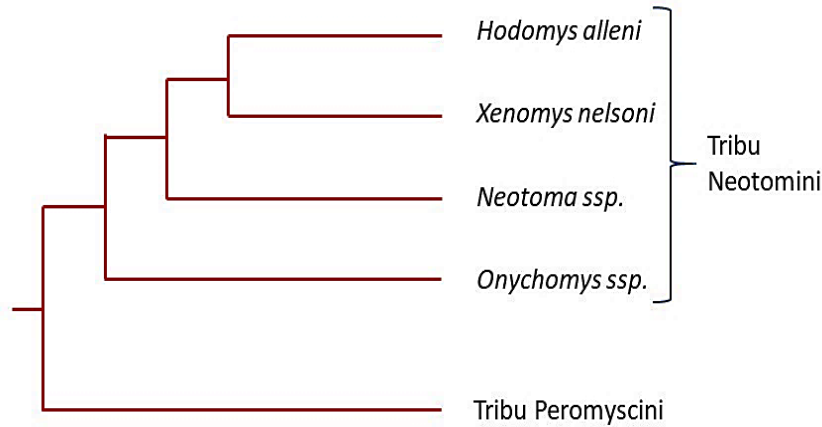 Hodomys alleni
Xenomys nelsoni
Tribu
Neotomini
Neotoma ssp.
Onychomys ssp.
Tribu Peromyscini